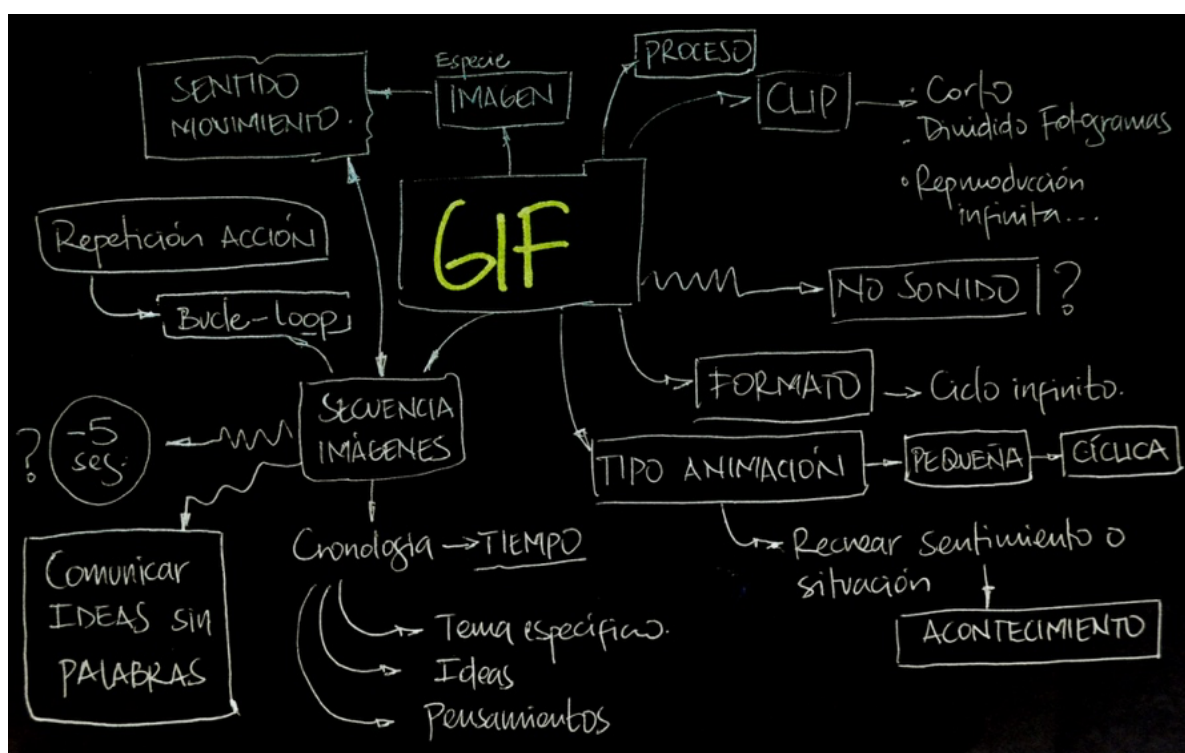 PROCESO
Especie
IMAGEN
SENTIDO
MOVIMIENTO.
CLIP
· Corto
· Dividido Fotogramas
• Reproducción
infinita...
GIF
Repetición ACCIÓN
Bucle-loop
NO SONIDO ?
FORMATO
Ciclo infinito.
SECUENCIA
IMÁGENES
? -5
seg.
TIPO ANIMACIÓN
PEQUEÑA
CÍCLICA
Cronología
TIEMPO
Recrear sentimiento o
situación
ACONTECIMIENTO
Comunicar
IDEAS sin
PALABRAS
Tema específico.
Ideas
Pensamientos